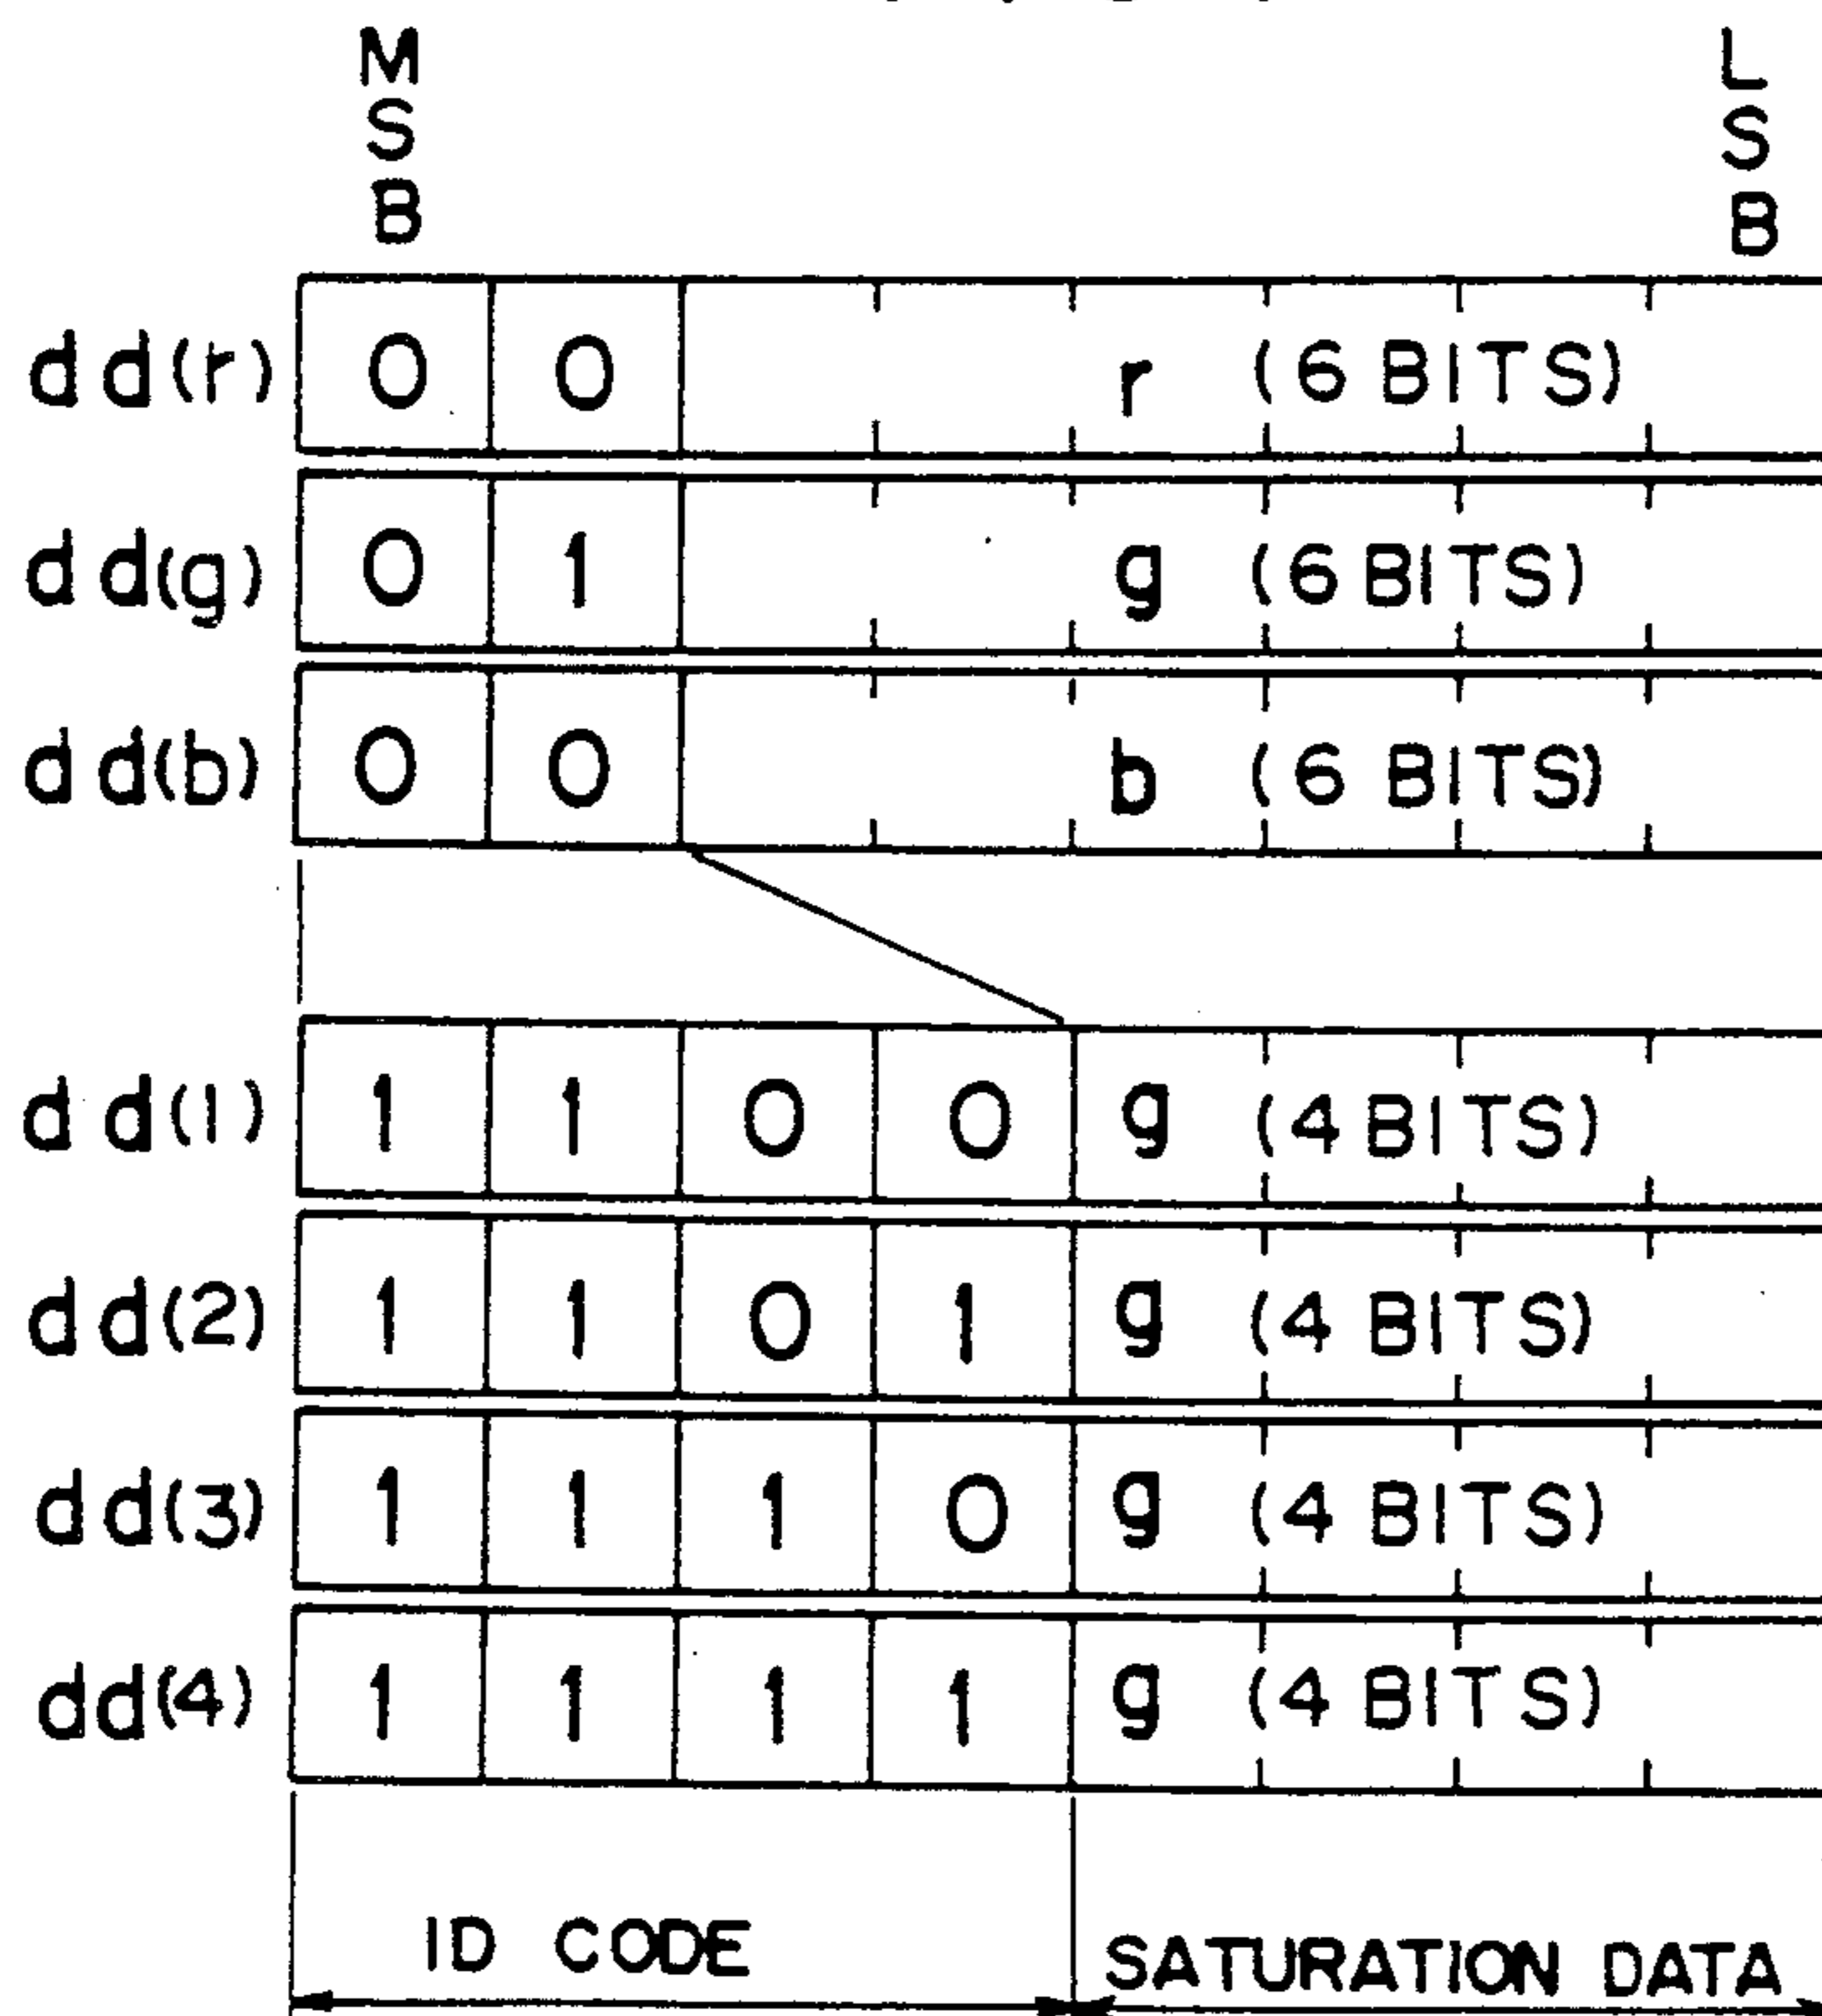 MSB LSB
dd(r) 0 0 r (6 BITS)
dd(g) 0 1 g (6 BITS)
dd(b) 0 0 b (6 BITS)
dd(1) 1 1 0 0 g (4 BITS)
dd(2) 1 1 0 1 g (4 BITS)
dd(3) 1 1 1 0 g (4 BITS)
dd(4) 1 1 1 1 g (4 BITS)
ID CODE SATURATION DATA